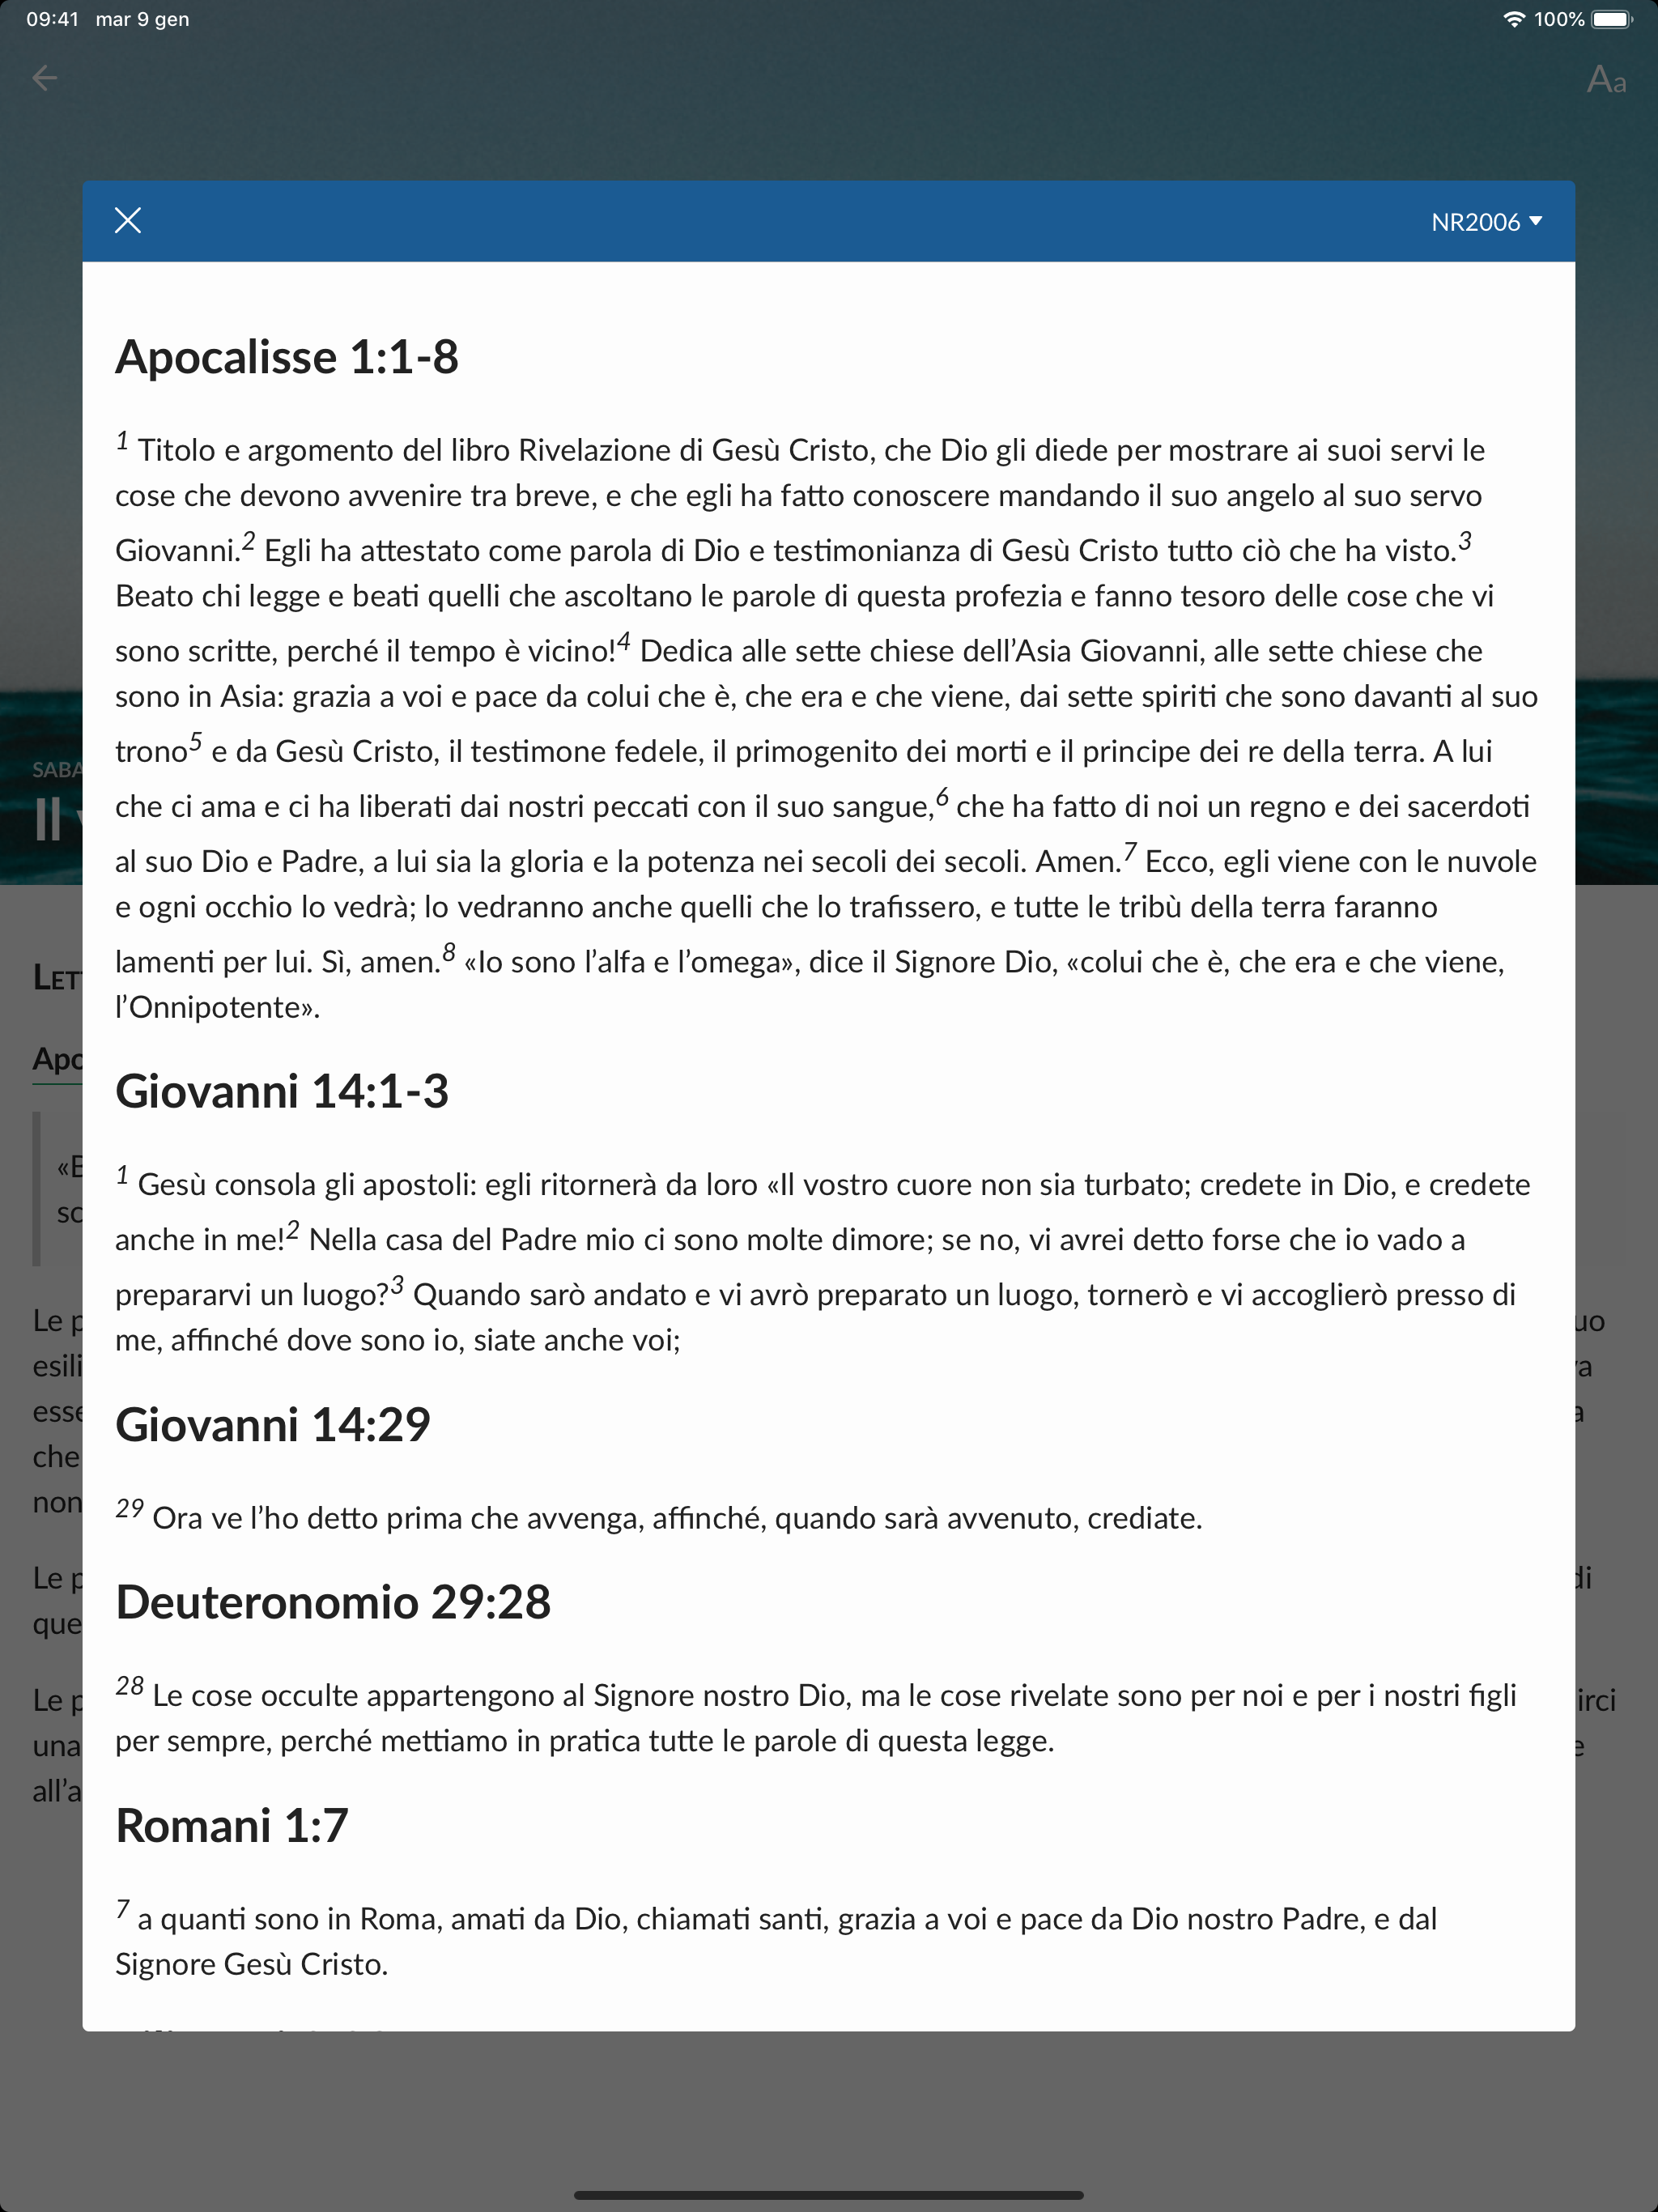 09:41 mar 9 gen 100%
Aa
NR2006
Apocalisse 1:1-8
1 Titolo e argomento del libro Rivelazione di Gesù Cristo, che Dio gli diede per mostrare ai suoi servi le
cose che devono avvenire tra breve, e che egli ha fatto conoscere mandando il suo angelo al suo servo
Giovanni.2 Egli ha attestato come parola di Dio e testimonianza di Gesù Cristo tutto ciò che ha visto.3
Beato chi legge e beati quelli che ascoltano le parole di questa profezia e fanno tesoro delle cose che vi
sono scritte, perché il tempo è vicino!4 Dedica alle sette chiese dell’Asia Giovanni, alle sette chiese che
sono in Asia: grazia a voi e pace da colui che è, che era e che viene, dai sette spiriti che sono davanti al suo
trono5 e da Gesù Cristo, il testimone fedele, il primogenito dei morti e il principe dei re della terra. A lui
che ci ama e ci ha liberati dai nostri peccati con il suo sangue,6 che ha fatto di noi un regno e dei sacerdoti
al suo Dio e Padre, a lui sia la gloria e la potenza nei secoli dei secoli. Amen.7 Ecco, egli viene con le nuvole
e ogni occhio lo vedrà; lo vedranno anche quelli che lo trafissero, e tutte le tribù della terra faranno
lamenti per lui. Sì, amen.8 «Io sono l’alfa e l’omega», dice il Signore Dio, «colui che è, che era e che viene,
l’Onnipotente».
Giovanni 14:1-3
1 Gesù consola gli apostoli: egli ritornerà da loro «Il vostro cuore non sia turbato; credete in Dio, e credete
anche in me!2 Nella casa del Padre mio ci sono molte dimore; se no, vi avrei detto forse che io vado a
prepararvi un luogo?3 Quando sarò andato e vi avrò preparato un luogo, tornerò e vi accoglierò presso di
me, affinché dove sono io, siate anche voi;
Giovanni 14:29
29 Ora ve l’ho detto prima che avvenga, affinché, quando sarà avvenuto, crediate.
Deuteronomio 29:28
28 Le cose occulte appartengono al Signore nostro Dio, ma le cose rivelate sono per noi e per i nostri figli
per sempre, perché mettiamo in pratica tutte le parole di questa legge.
Romani 1:7
7 a quanti sono in Roma, amati da Dio, chiamati santi, grazia a voi e pace da Dio nostro Padre, e dal
Signore Gesù Cristo.